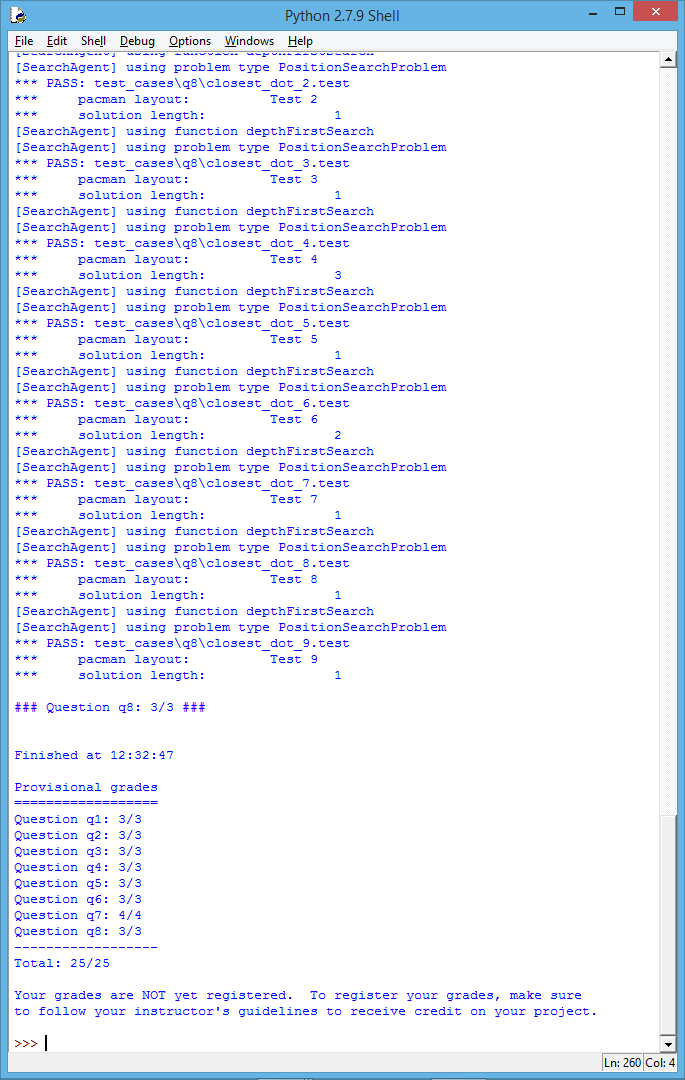 Python 2.7.9 Shell
File Edit Shell Debug Options Windows Help
[SearchAgent] using function depthFirstSearch
[SearchAgent] using problem type PositionSearchProblem
*** PASS: test_cases\q8\closest_dot_2.test
***     pacman layout:          Test 2
***     solution length:                1
[SearchAgent] using function depthFirstSearch
[SearchAgent] using problem type PositionSearchProblem
*** PASS: test_cases\q8\closest_dot_3.test
***     pacman layout:          Test 3
***     solution length:                1
[SearchAgent] using function depthFirstSearch
[SearchAgent] using problem type PositionSearchProblem
*** PASS: test_cases\q8\closest_dot_4.test
***     pacman layout:          Test 4
***     solution length:                3
[SearchAgent] using function depthFirstSearch
[SearchAgent] using problem type PositionSearchProblem
*** PASS: test_cases\q8\closest_dot_5.test
***     pacman layout:          Test 5
***     solution length:                1
[SearchAgent] using function depthFirstSearch
[SearchAgent] using problem type PositionSearchProblem
*** PASS: test_cases\q8\closest_dot_6.test
***     pacman layout:          Test 6
***     solution length:                2
[SearchAgent] using function depthFirstSearch
[SearchAgent] using problem type PositionSearchProblem
*** PASS: test_cases\q8\closest_dot_7.test
***     pacman layout:          Test 7
***     solution length:                1
[SearchAgent] using function depthFirstSearch
[SearchAgent] using problem type PositionSearchProblem
*** PASS: test_cases\q8\closest_dot_8.test
***     pacman layout:          Test 8
***     solution length:                1
[SearchAgent] using function depthFirstSearch
[SearchAgent] using problem type PositionSearchProblem
*** PASS: test_cases\q8\closest_dot_9.test
***     pacman layout:          Test 9
***     solution length:                1
### Question q8: 3/3 ###
Finished at 12:32:47
Provisional grades
==================
Question q1: 3/3
Question q2: 3/3
Question q3: 3/3
Question q4: 3/3
Question q5: 3/3
Question q6: 3/3
Question q7: 4/4
Question q8: 3/3
------------------
Total: 25/25
Your grades are NOT yet registered.  To register your grades, make sure
to follow your instructor's guidelines to receive credit on your project.
>>>
Ln: 260 Col: 4